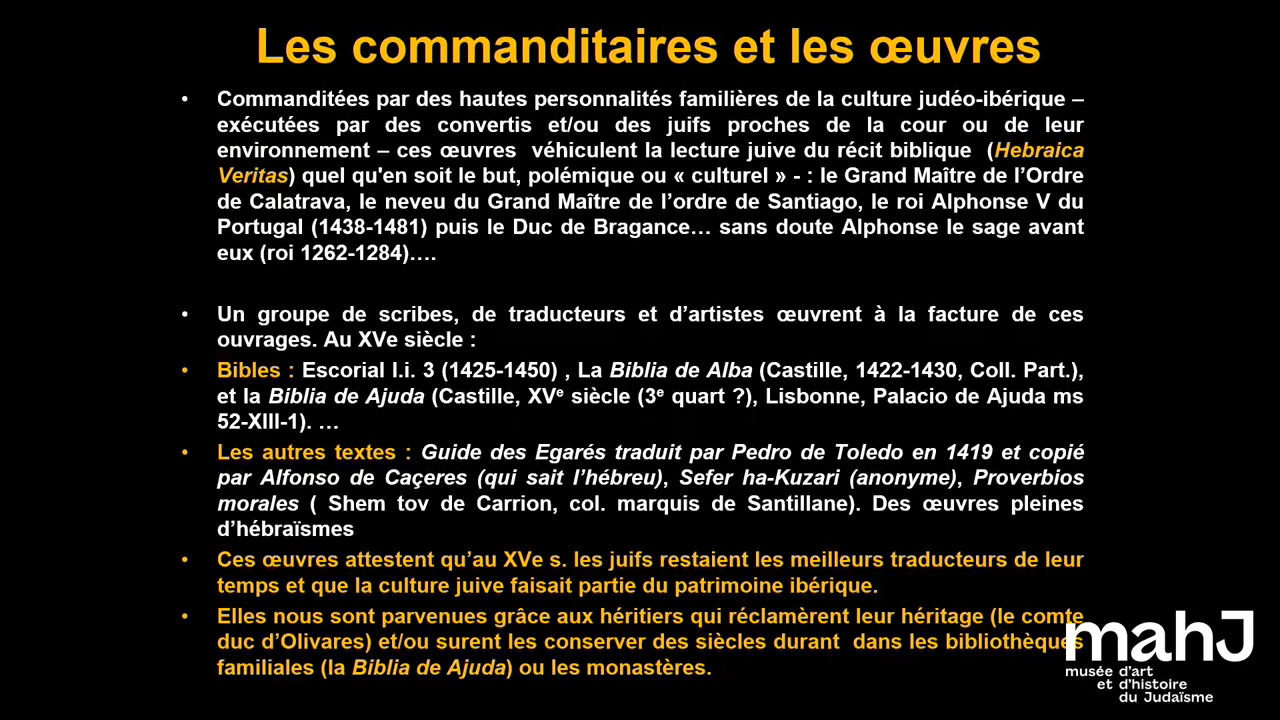 Les commanditaires et les œuvres
• Commanditées par des hautes personnalités familières de la culture judéo-ibérique –
exécutées par des convertis et/ou des juifs proches de la cour ou de leur
environnement – ces œuvres véhiculent la lecture juive du récit biblique (Hebraica
Veritas) quel qu'en soit le but, polémique ou « culturel » - : le Grand Maître de l’Ordre
de Calatrava, le neveu du Grand Maître de l’ordre de Santiago, le roi Alphonse V du
Portugal (1438-1481) puis le Duc de Bragance… sans doute Alphonse le sage avant
eux (roi 1262-1284)….
• Un groupe de scribes, de traducteurs et d’artistes œuvrent à la facture de ces
ouvrages. Au XVe siècle :
• Bibles : Escorial I.i. 3 (1425-1450) , La Biblia de Alba (Castille, 1422-1430, Coll. Part.),
et la Biblia de Ajuda (Castille, XVe siècle (3e quart ?), Lisbonne, Palacio de Ajuda ms
52-XIII-1). …
• Les autres textes : Guide des Egarés traduit par Pedro de Toledo en 1419 et copié
par Alfonso de Caçeres (qui sait l’hébreu), Sefer ha-Kuzari (anonyme), Proverbios
morales ( Shem tov de Carrion, col. marquis de Santillane). Des œuvres pleines
d’hébraïsmes
• Ces œuvres attestent qu’au XVe s. les juifs restaient les meilleurs traducteurs de leur
temps et que la culture juive faisait partie du patrimoine ibérique.
• Elles nous sont parvenues grâce aux héritiers qui réclamèrent leur héritage (le comte
duc d’Olivares) et/ou surent les conserver des siècles durant dans les bibliothèques
familiales (la Biblia de Ajuda) ou les monastères.
mahJ
musée d’art
et d’histoire
du Judaïsme